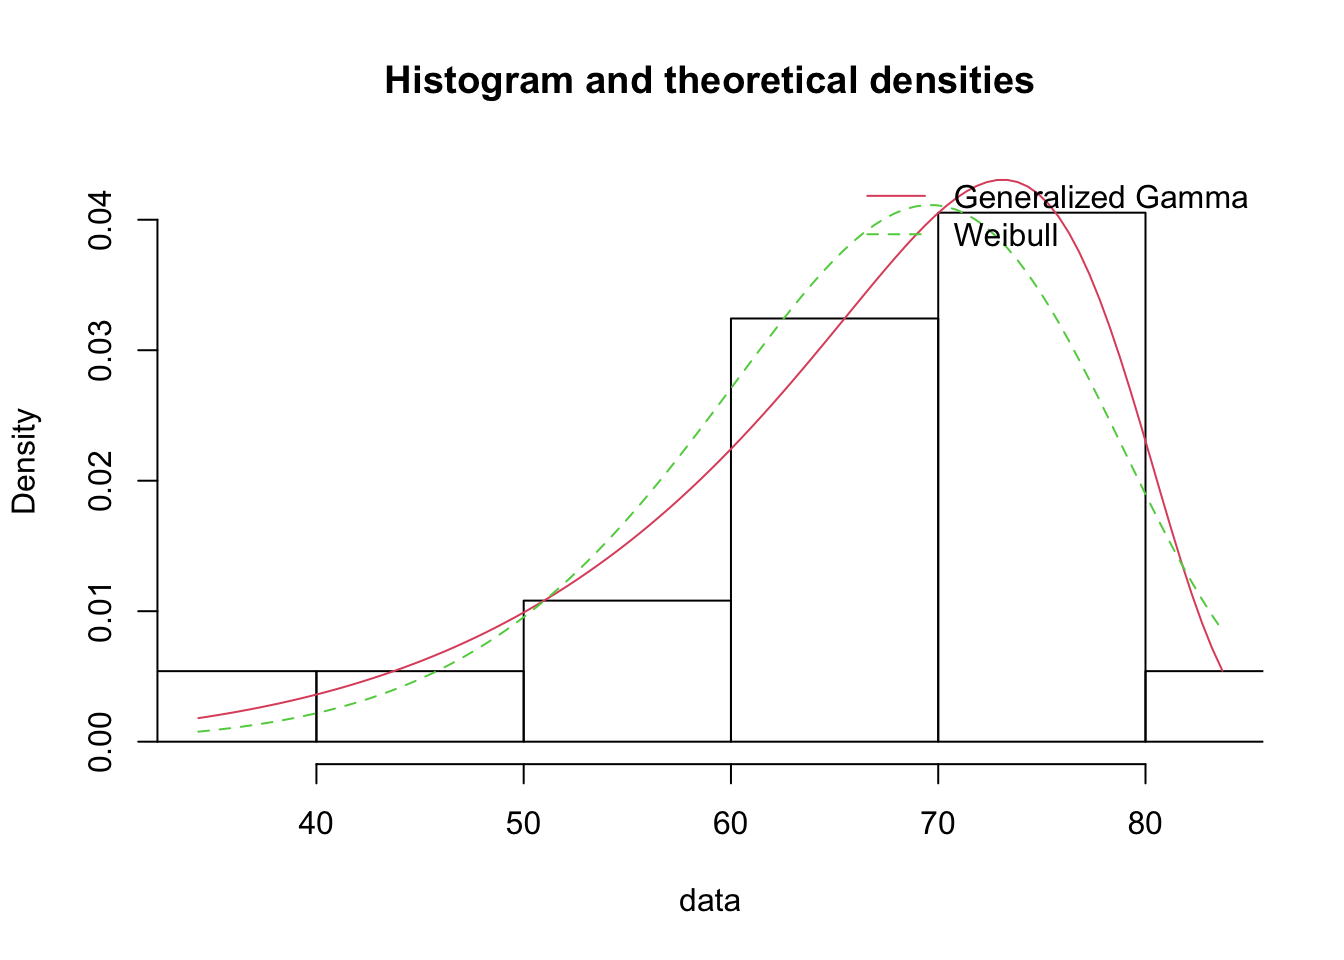 Histogram and theoretical densities
Generalized Gamma
Weibull
Density
0.04
0.03
0.02
0.01
0.00
40 50 60 70 80
data